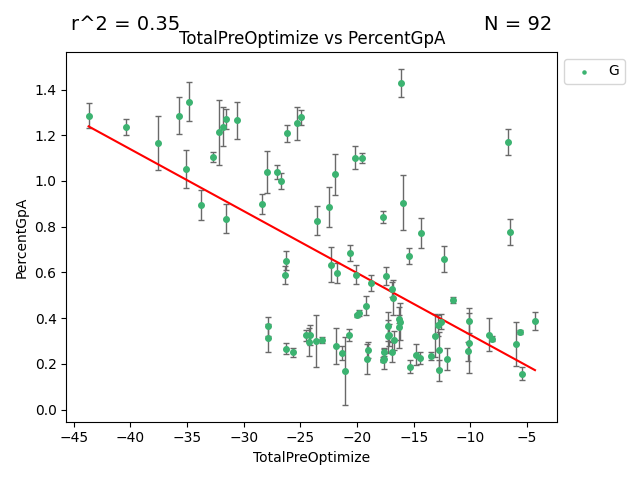 r^2 = 0.35 N = 92
TotalPreOptimize vs PercentGpA
G
PercentGpA
1.4
1.2
1.0
0.8
0.6
0.4
0.2
0.0
−45 −40 −35 −30 −25 −20 −15 −10 −5
TotalPreOptimize